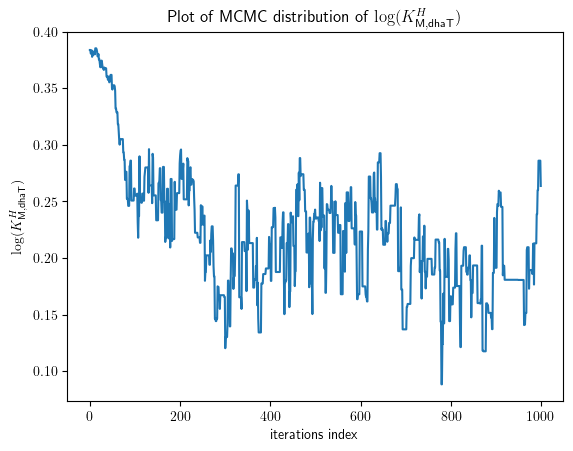 Plot of MCMC distribution of log(K^H_{M,dhaT})
log(K^H_{M,dhaT})
0.40
0.35
0.30
0.25
0.20
0.15
0.10
0 200 400 600 800 1000
iterations index